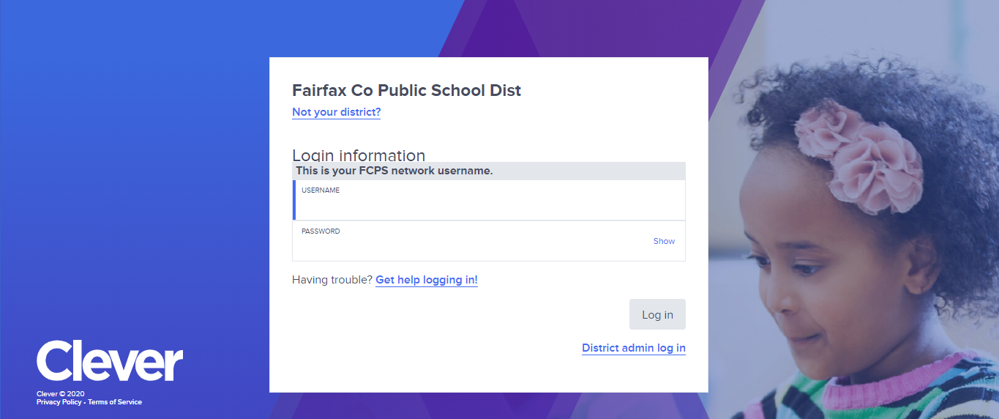 Fairfax Co Public School Dist
Not your district?
Login information
This is your FCPS network username.
USERNAME
PASSWORD
Show
Having trouble? Get help logging in!
Log in
District admin log in
Clever
Clever © 2020
Privacy Policy • Terms of Service